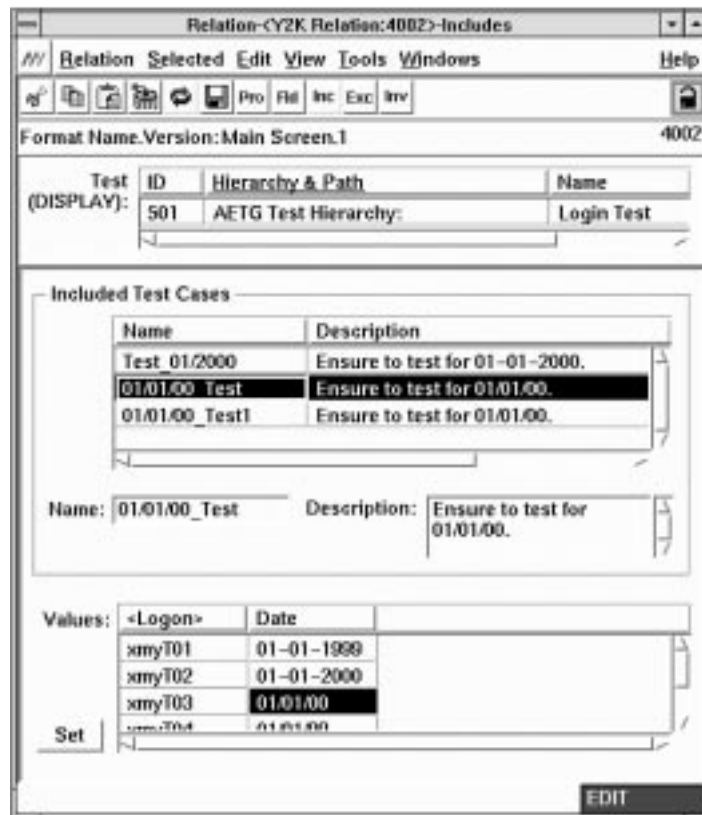 Relation-<Y2K Relation:4002>-Includes
Relation Selected Edit View Tools Windows Help
Pro Fld Inc Exc Inv
Format Name.Version: Main Screen.1 4002
Test (DISPLAY): ID Hierarchy & Path Name
501 AETG Test Hierarchy: Login Test
Included Test Cases
Name Description
Test_01/2000 Ensure to test for 01-01-2000.
01/01/00_Test Ensure to test for 01/01/00.
01/01/00_Test1 Ensure to test for 01/01/00.
Name: 01/01/00_Test Description: Ensure to test for
01/01/00.
Values: <Logon> Date
xmyT01 01-01-1999
xmyT02 01-01-2000
xmyT03 01/01/00
Set
EDIT